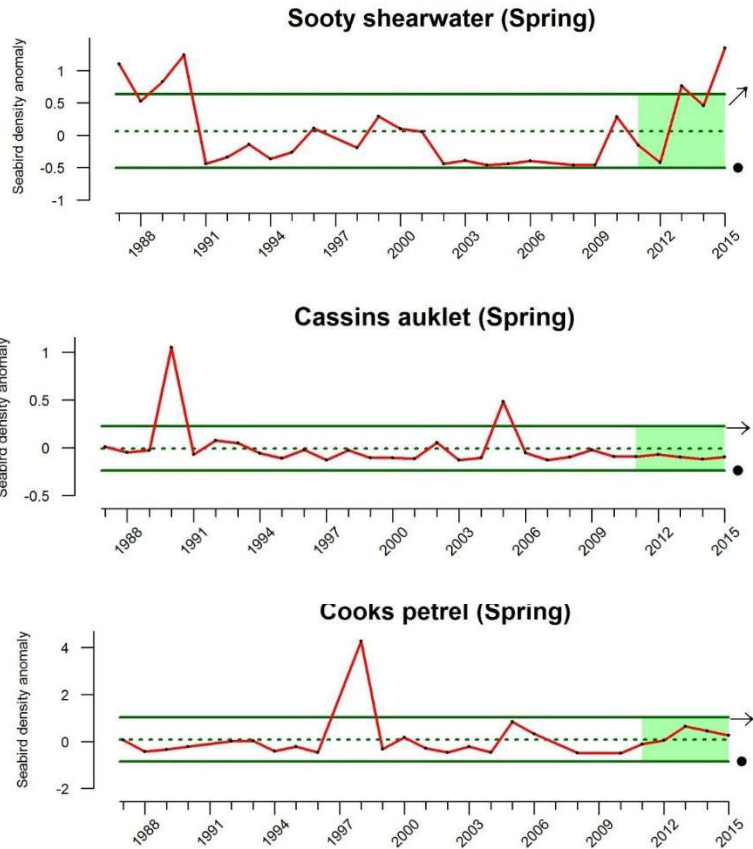 Sooty shearwater (Spring)
Seabird density anomaly
1
0.5
0
-0.5
-1
1988 1991 1994 1997 2000 2003 2006 2009 2012 2015
Cassins auklet (Spring)
Seabird density anomaly
1
0.5
0
-0.5
1988 1991 1994 1997 2000 2003 2006 2009 2012 2015
Cooks petrel (Spring)
Seabird density anomaly
4
2
0
-2
1988 1991 1994 1997 2000 2003 2006 2009 2012 2015